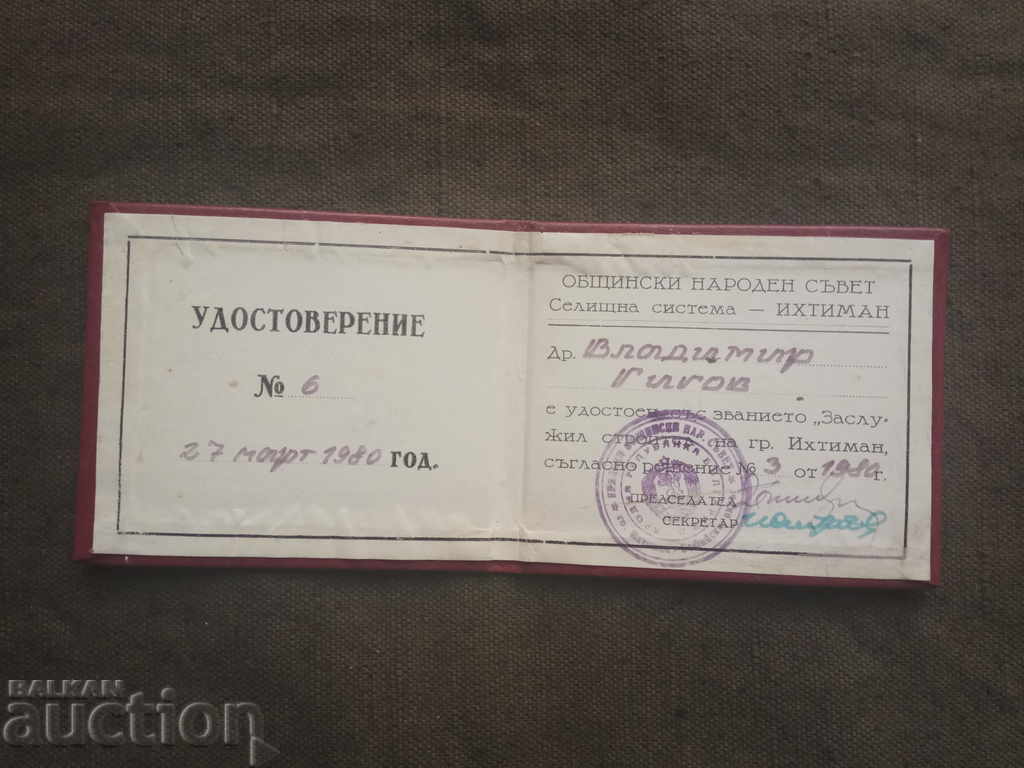 УДОСТОВЕРЕНИЕ
№ 6
27 март 1980 год.
ОБЩИНСКИ НАРОДЕН СЪВЕТ
Селищна система — ИХТИМАН
Др. Владимир
Гигов
е удостоен със званието „Заслу-
жил строител на гр. Ихтиман,
съгласно решение № 3 от 1980 г.
ПРЕДСЕДАТЕЛ
СЕКРЕТАР
BALKAN
auction